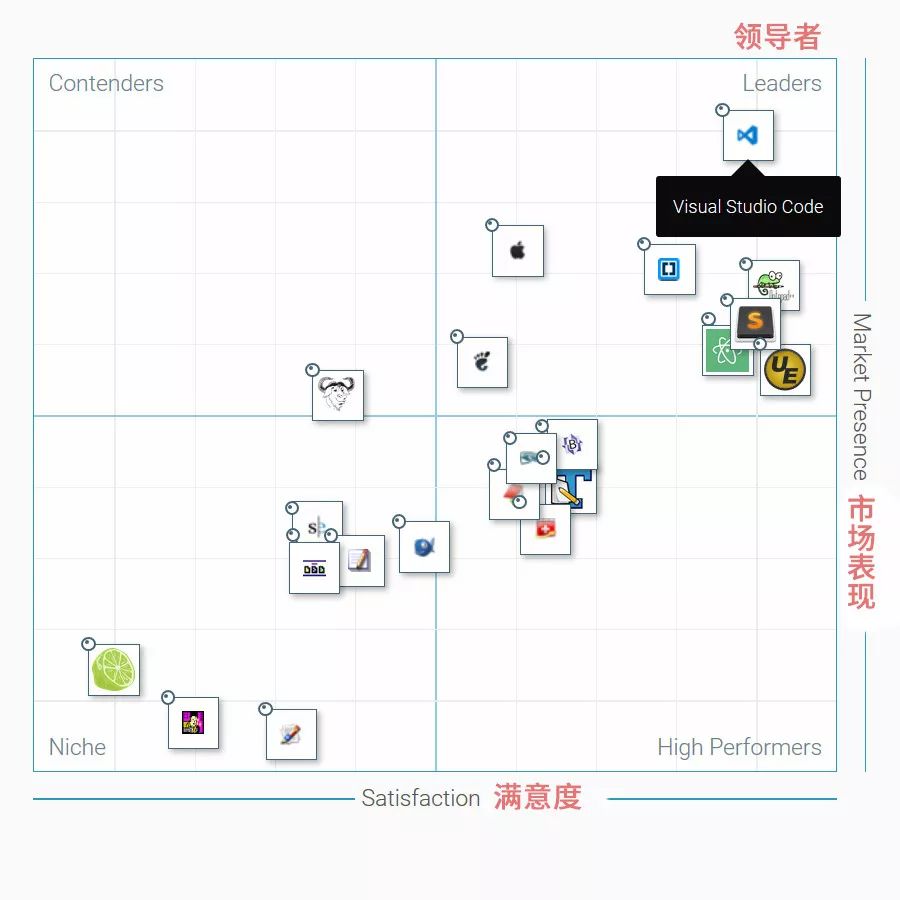 领导者
Contenders
Leaders
Visual Studio Code
Market Presence
市场表现
S
UE
B
Niche
High Performers
Satisfaction 满意度